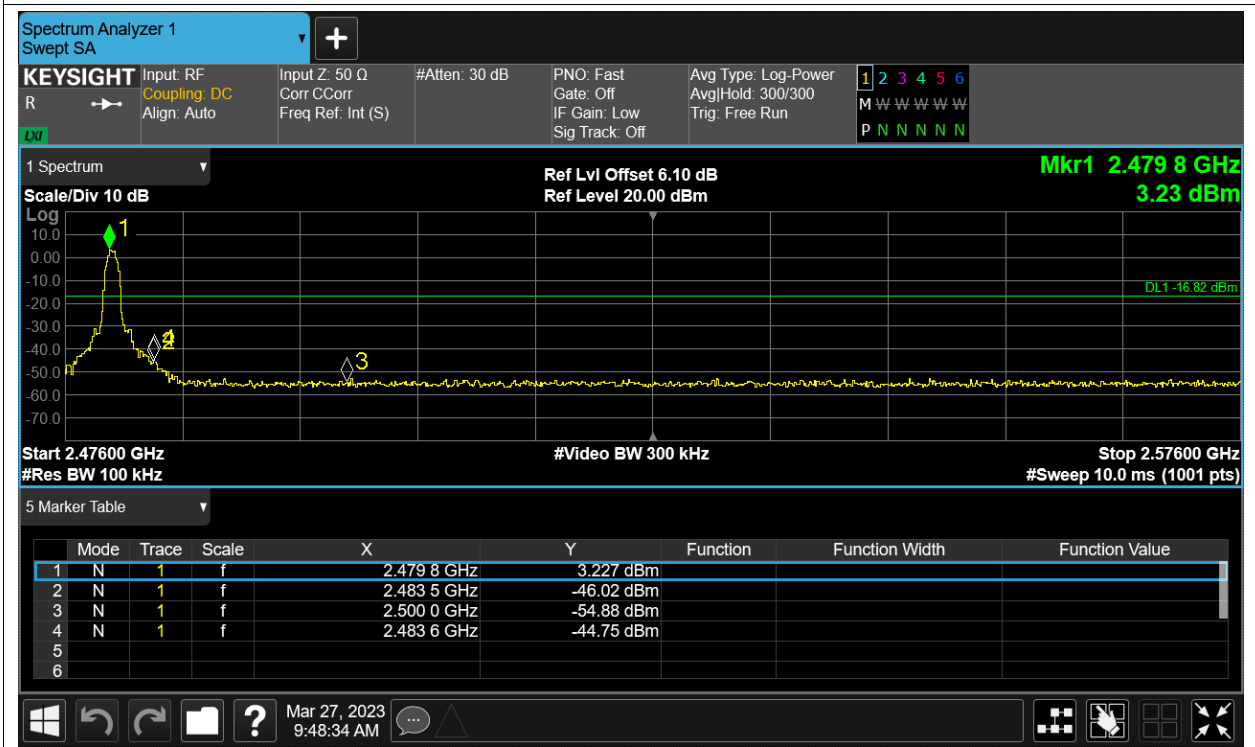 Spectrum Analyzer 1
Swept SA
KEYSIGHT
R
LXI
Input: RF
Coupling: DC
Align: Auto
Input Z: 50 Ω
Corr CCorr
Freq Ref: Int (S)
#Atten: 30 dB
PNO: Fast
Gate: Off
IF Gain: Low
Sig Track: Off
Avg Type: Log-Power
Avg|Hold: 300/300
Trig: Free Run
1 2 3 4 5 6
M W W W W W
P N N N N N
1 Spectrum
Scale/Div 10 dB
Ref Lvl Offset 6.10 dB
Ref Level 20.00 dBm
Mkr1 2.479 8 GHz
3.23 dBm
Log
10.0
0.00
-10.0
-20.0
-30.0
-40.0
-50.0
-60.0
-70.0
1
3
DL1 -16.82 dBm
Start 2.47600 GHz
#Res BW 100 kHz
#Video BW 300 kHz
Stop 2.57600 GHz
#Sweep 10.0 ms (1001 pts)
5 Marker Table
Mode Trace Scale X Y Function Function Width Function Value
1 N 1 f 2.479 8 GHz 3.227 dBm
2 N 1 f 2.483 5 GHz -46.02 dBm
3 N 1 f 2.500 0 GHz -54.88 dBm
4 N 1 f 2.483 6 GHz -44.75 dBm
5
6
?
Mar 27, 2023
9:48:34 AM